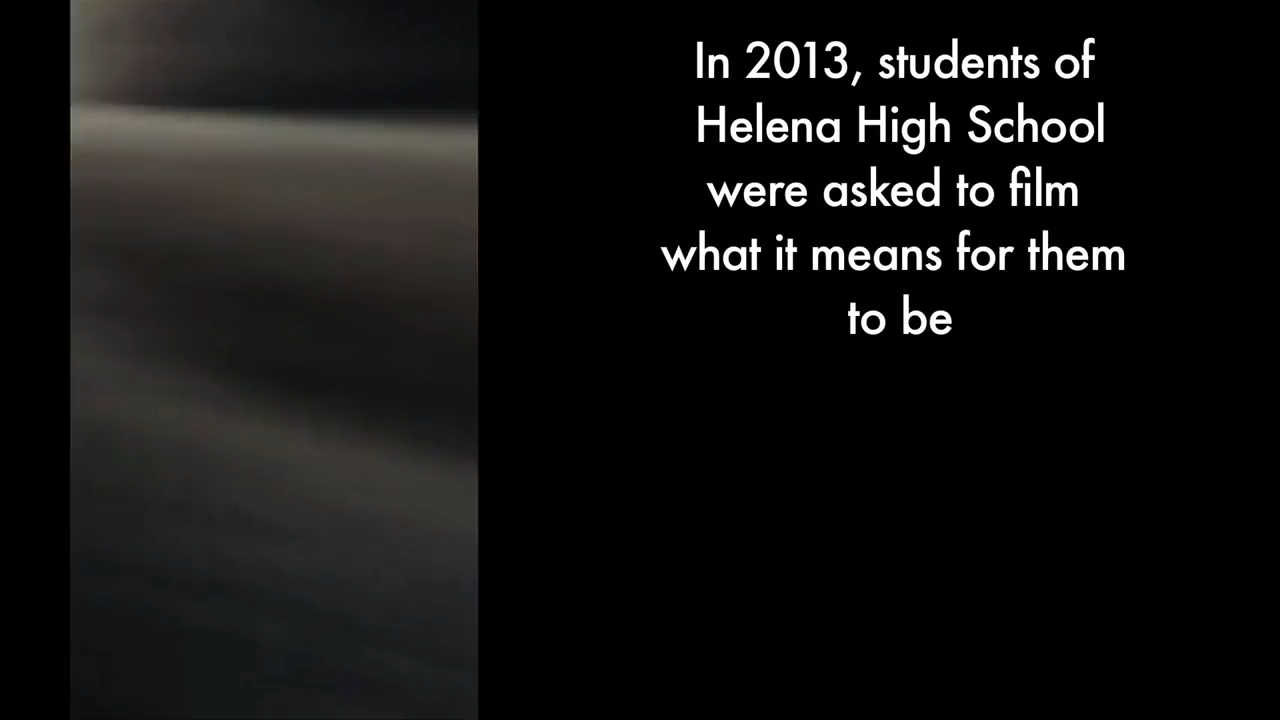 In 2013, students of
Helena High School
were asked to film
what it means for them
to be